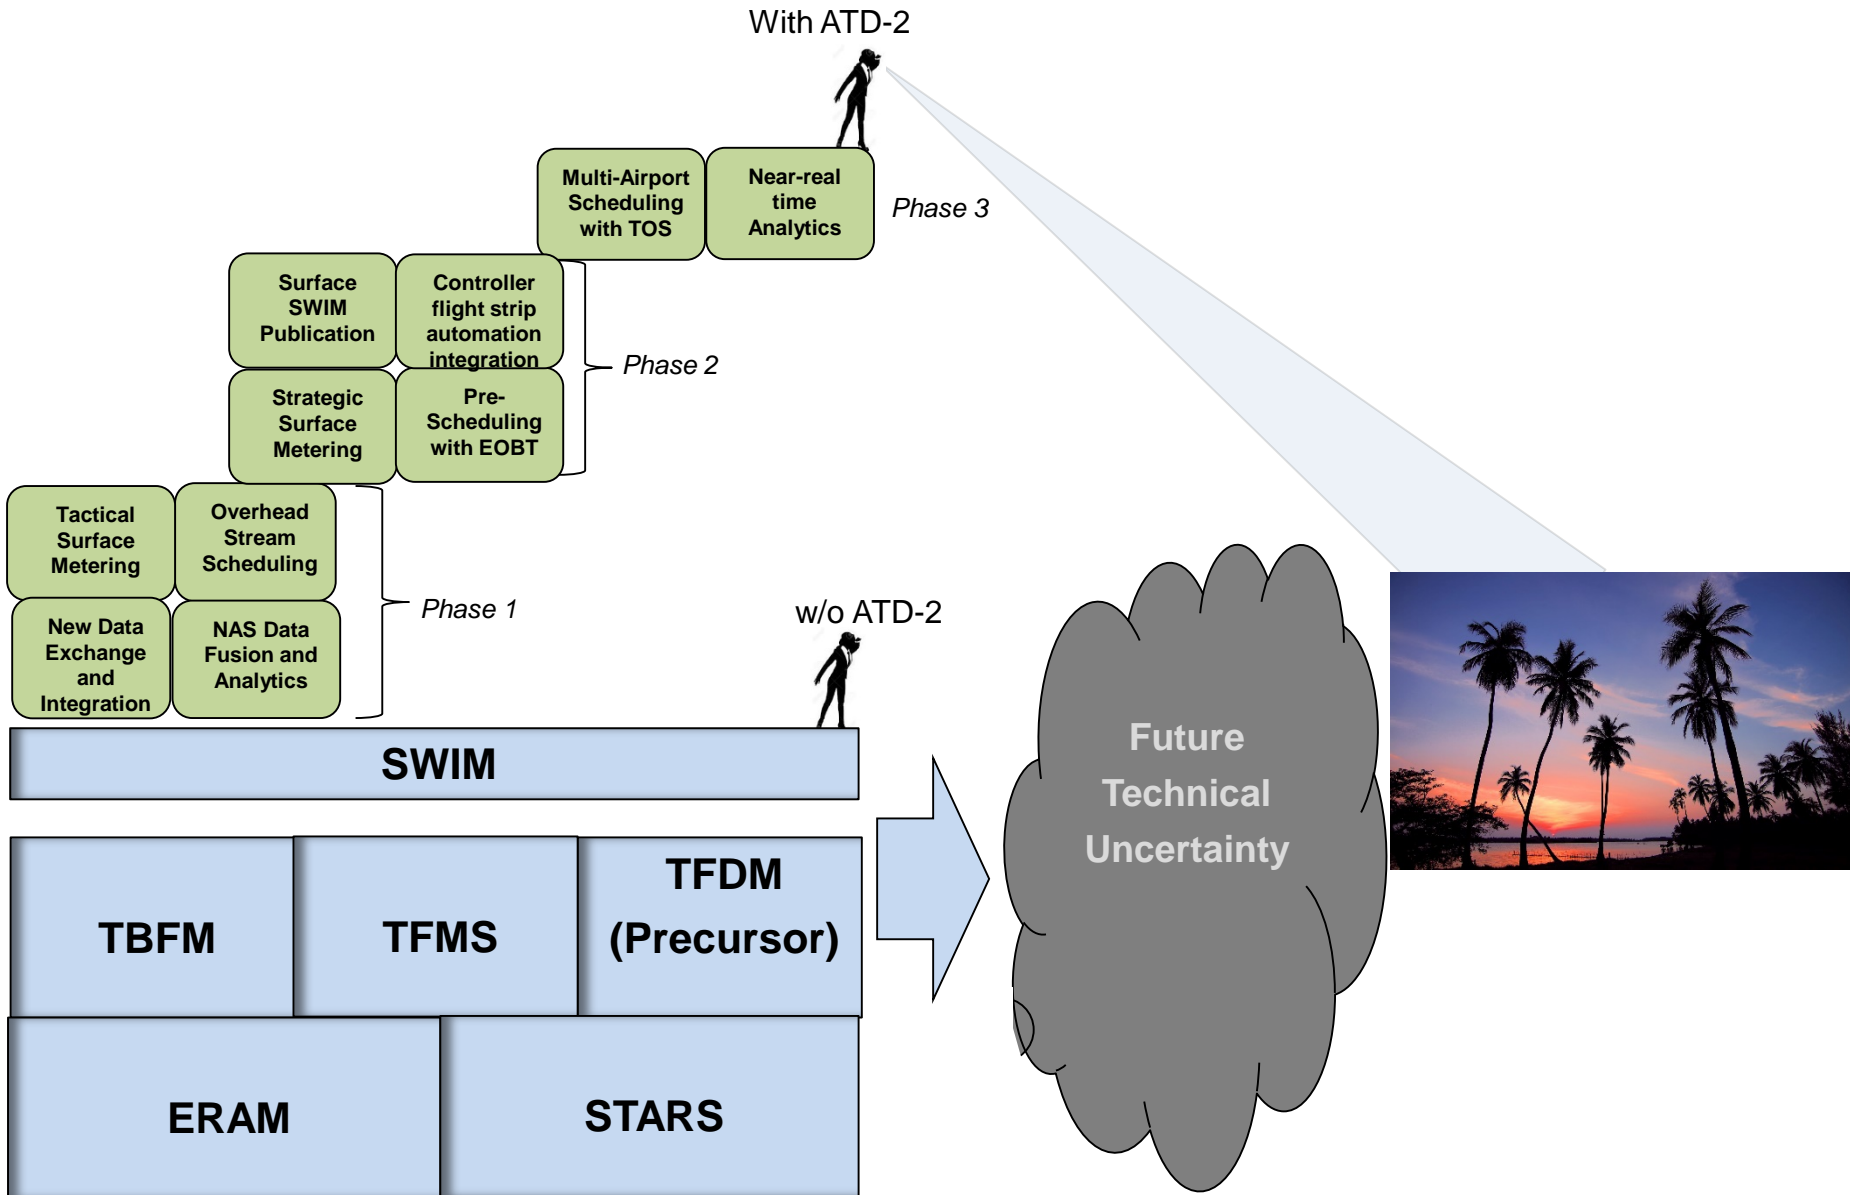 With ATD-2
Multi-Airport
Scheduling
with TOS
Near-real
time
Analytics
Phase 3
Surface
SWIM
Publication
Controller
flight strip
automation
integration
Phase 2
Strategic
Surface
Metering
Pre-
Scheduling
with EOBT
Tactical
Surface
Metering
Overhead
Stream
Scheduling
Phase 1
New Data
Exchange
and
Integration
NAS Data
Fusion and
Analytics
w/o ATD-2
SWIM
Future
Technical
Uncertainty
TBFM
TFMS
TFDM
(Precursor)
ERAM
STARS